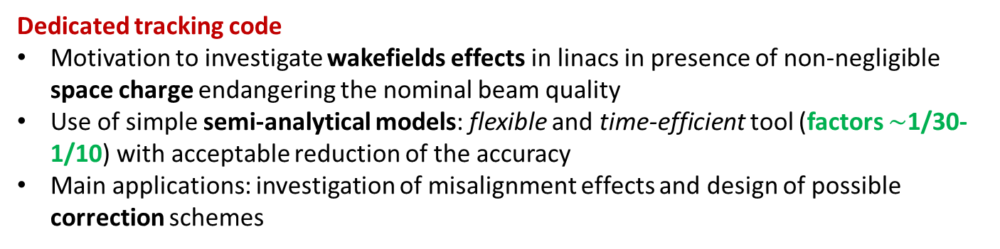 Dedicated tracking code
• Motivation to investigate wakefields effects in linacs in presence of non-negligible
space charge endangering the nominal beam quality
• Use of simple semi-analytical models: flexible and time-efficient tool (factors ~1/30-
1/10) with acceptable reduction of the accuracy
• Main applications: investigation of misalignment effects and design of possible
correction schemes